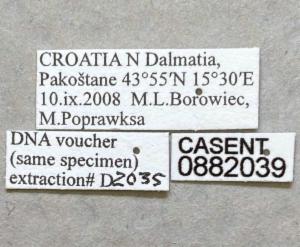 CROATIA N Dalmatia,
Pakoštane 43°55'N 15°30'E
10.ix.2008 M.L.Borowiec,
M.Poprawksa
DNA voucher
(same specimen)
extraction# D2035
CASENT
0882039